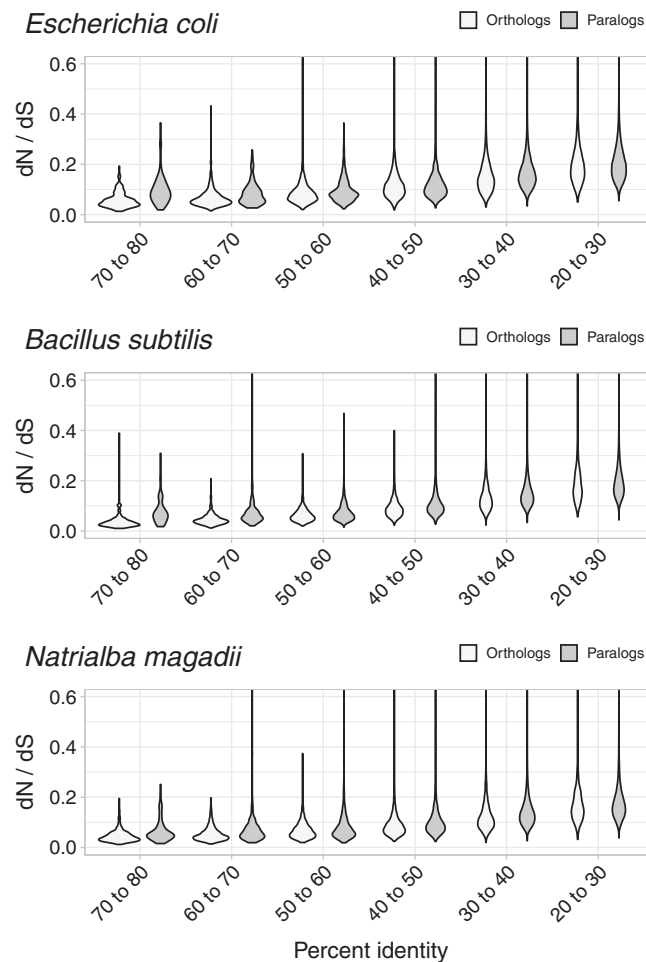 Escherichia coli
Orthologs Paralogs
dN / dS
0.6
0.4
0.2
0.0
70 to 80 60 to 70 50 to 60 40 to 50 30 to 40 20 to 30
Bacillus subtilis
Orthologs Paralogs
dN / dS
0.6
0.4
0.2
0.0
70 to 80 60 to 70 50 to 60 40 to 50 30 to 40 20 to 30
Natrialba magadii
Orthologs Paralogs
dN / dS
0.6
0.4
0.2
0.0
70 to 80 60 to 70 50 to 60 40 to 50 30 to 40 20 to 30
Percent identity